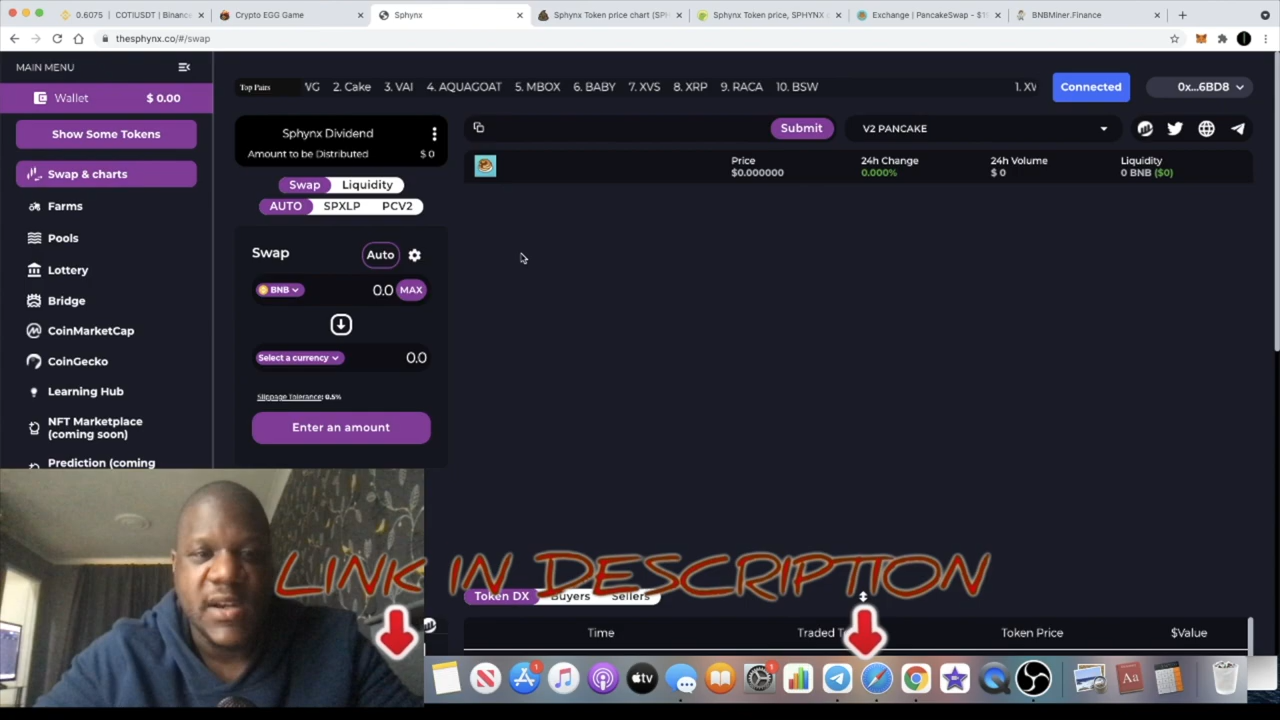 0.6075 | COTIUSDT | Binanc
Crypto EGG Game
Sphynx
Sphynx Token price chart (SPH
Sphynx Token price, SPHYNX
Exchange | PancakeSwap - $1
BNBMiner.Finance
thesphynx.co/#/swap
MAIN MENU
Wallet $ 0.00
Show Some Tokens
Swap & charts
Farms
Pools
Lottery
Bridge
CoinMarketCap
CoinGecko
Learning Hub
NFT Marketplace
(coming soon)
Prediction (coming
Top Pairs
VG 2. Cake 3. VAI 4. AQUAGOAT 5. MBOX 6. BABY 7. XVS 8. XRP 9. RACA 10. BSW 1. XV
Connected
0x...6BD8
Sphynx Dividend
Amount to be Distributed $ 0
Swap Liquidity
AUTO SPXLP PCV2
Swap Auto
BNB 0.0 MAX
Select a currency 0.0
Slippage Tolerance: 0.5%
Enter an amount
Submit
V2 PANCAKE
Price 24h Change 24h Volume Liquidity
$0.000000 0.000% $ 0 0 BNB ($0)
LINK IN DESCRIPTION
Token DX Buyers Sellers
Time Token Price $Value
tv
Aa